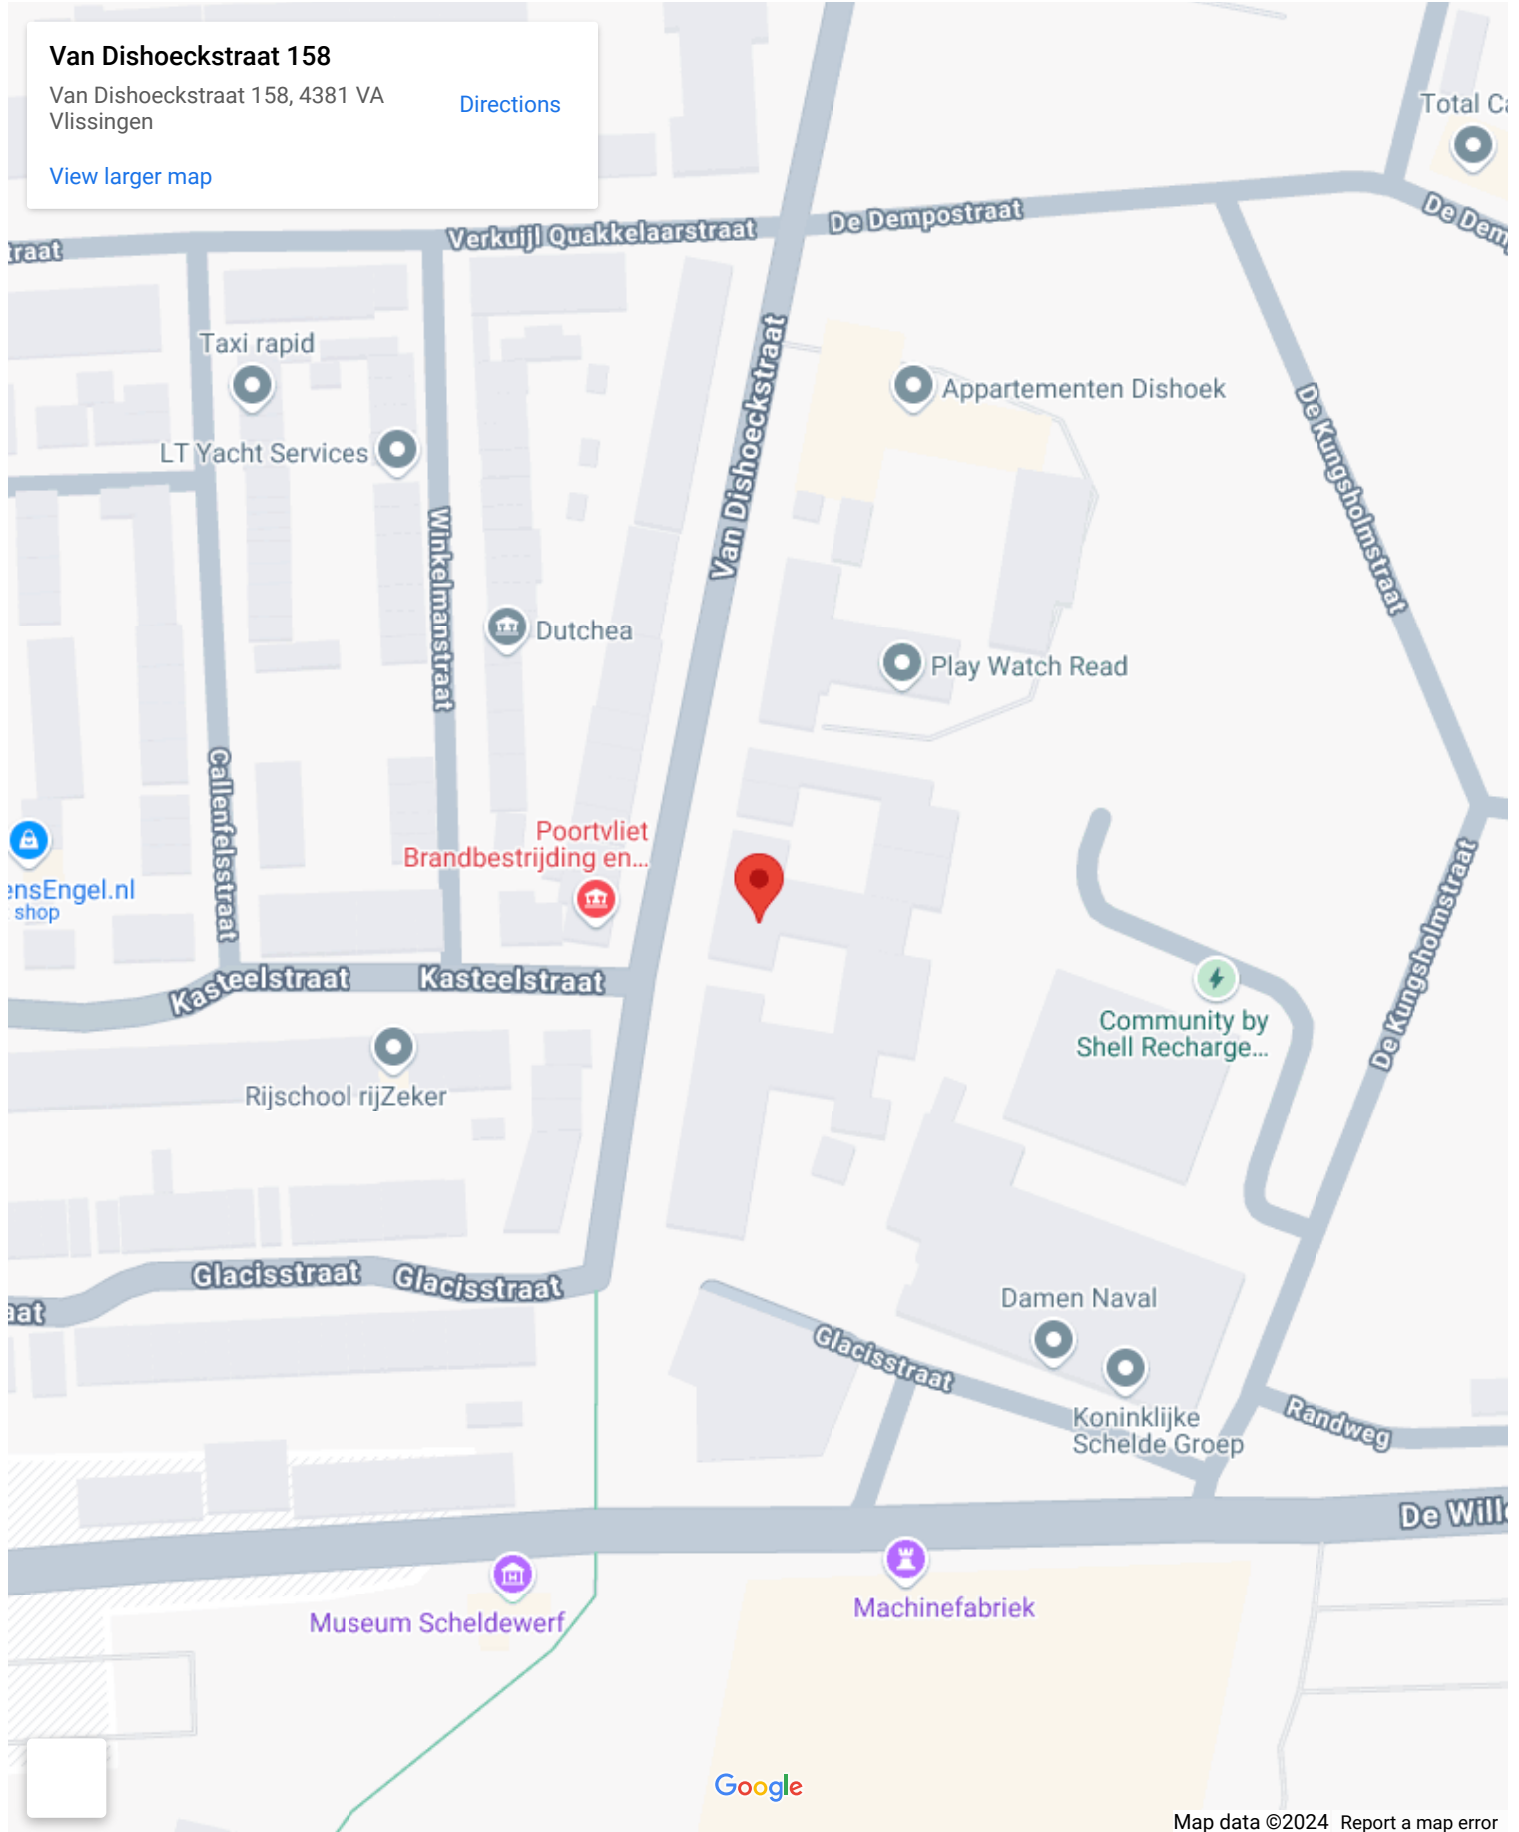 Van Dishoeckstraat 158
Van Dishoeckstraat 158, 4381 VA
Vlissingen
Directions
View larger map
Total Ca
De Dempostraat
De Dem
Verkuijl Quakkelaarstraat
traat
Taxi rapid
Van Dishoeckstraat
Appartementen Dishoek
De Kungsholmstraat
LT Yacht Services
Winkelmanstraat
Dutchea
Play Watch Read
Callenfelsstraat
Poortvliet
Brandbestrijding en...
ensEngel.nl
shop
De Kungsholmstraat
Kasteelstraat
Kasteelstraat
Community by
Shell Recharge...
Rijschool rijZeker
Glacisstraat
Glacisstraat
aat
Damen Naval
Glacisstraat
Koninklijke
Schelde Groep
Randweg
De Wille
Museum Scheldewerf
Machinefabriek
Google
Map data ©2024
Report a map error